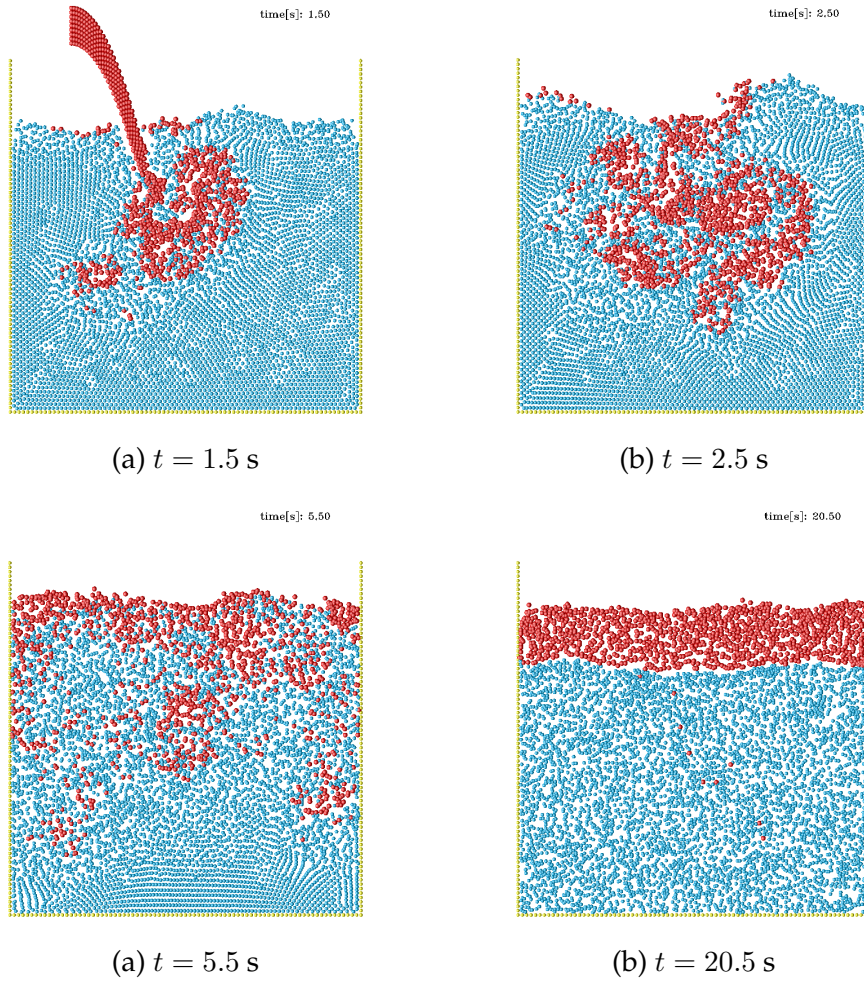 time[s]: 1.50
2.50
(a) t = 1.5 s
(b) t = 2.5 s
time[s]: 5.50
time[s]: 20.50
(a) t = 5.5 s
(b) t = 20.5 s